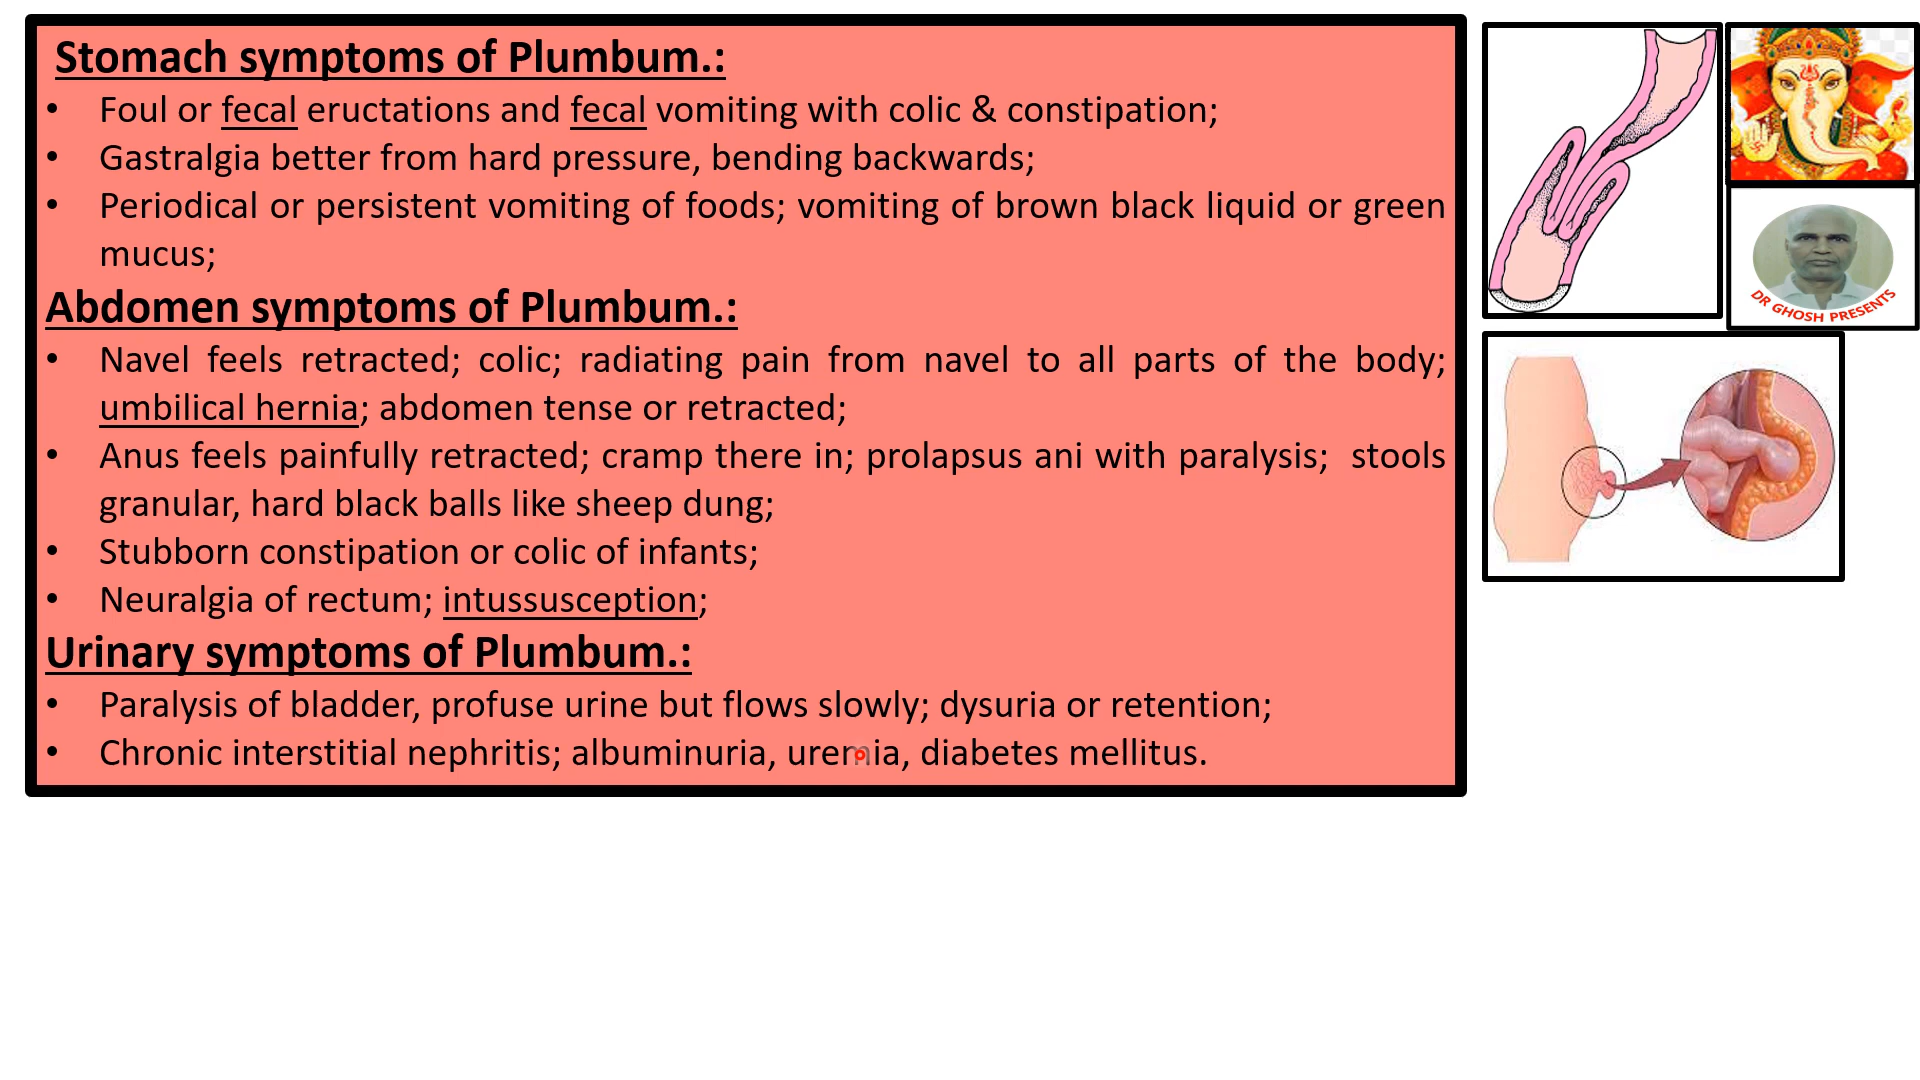 Stomach symptoms of Plumbum.:
• Foul or fecal eructations and fecal vomiting with colic & constipation;
• Gastralgia better from hard pressure, bending backwards;
• Periodical or persistent vomiting of foods; vomiting of brown black liquid or green
mucus;
Abdomen symptoms of Plumbum.:
• Navel feels retracted; colic; radiating pain from navel to all parts of the body;
umbilical hernia; abdomen tense or retracted;
• Anus feels painfully retracted; cramp there in; prolapsus ani with paralysis; stools
granular, hard black balls like sheep dung;
• Stubborn constipation or colic of infants;
• Neuralgia of rectum; intussusception;
Urinary symptoms of Plumbum.:
• Paralysis of bladder, profuse urine but flows slowly; dysuria or retention;
• Chronic interstitial nephritis; albuminuria, uremia, diabetes mellitus.
DR GHOSH PRESENTS